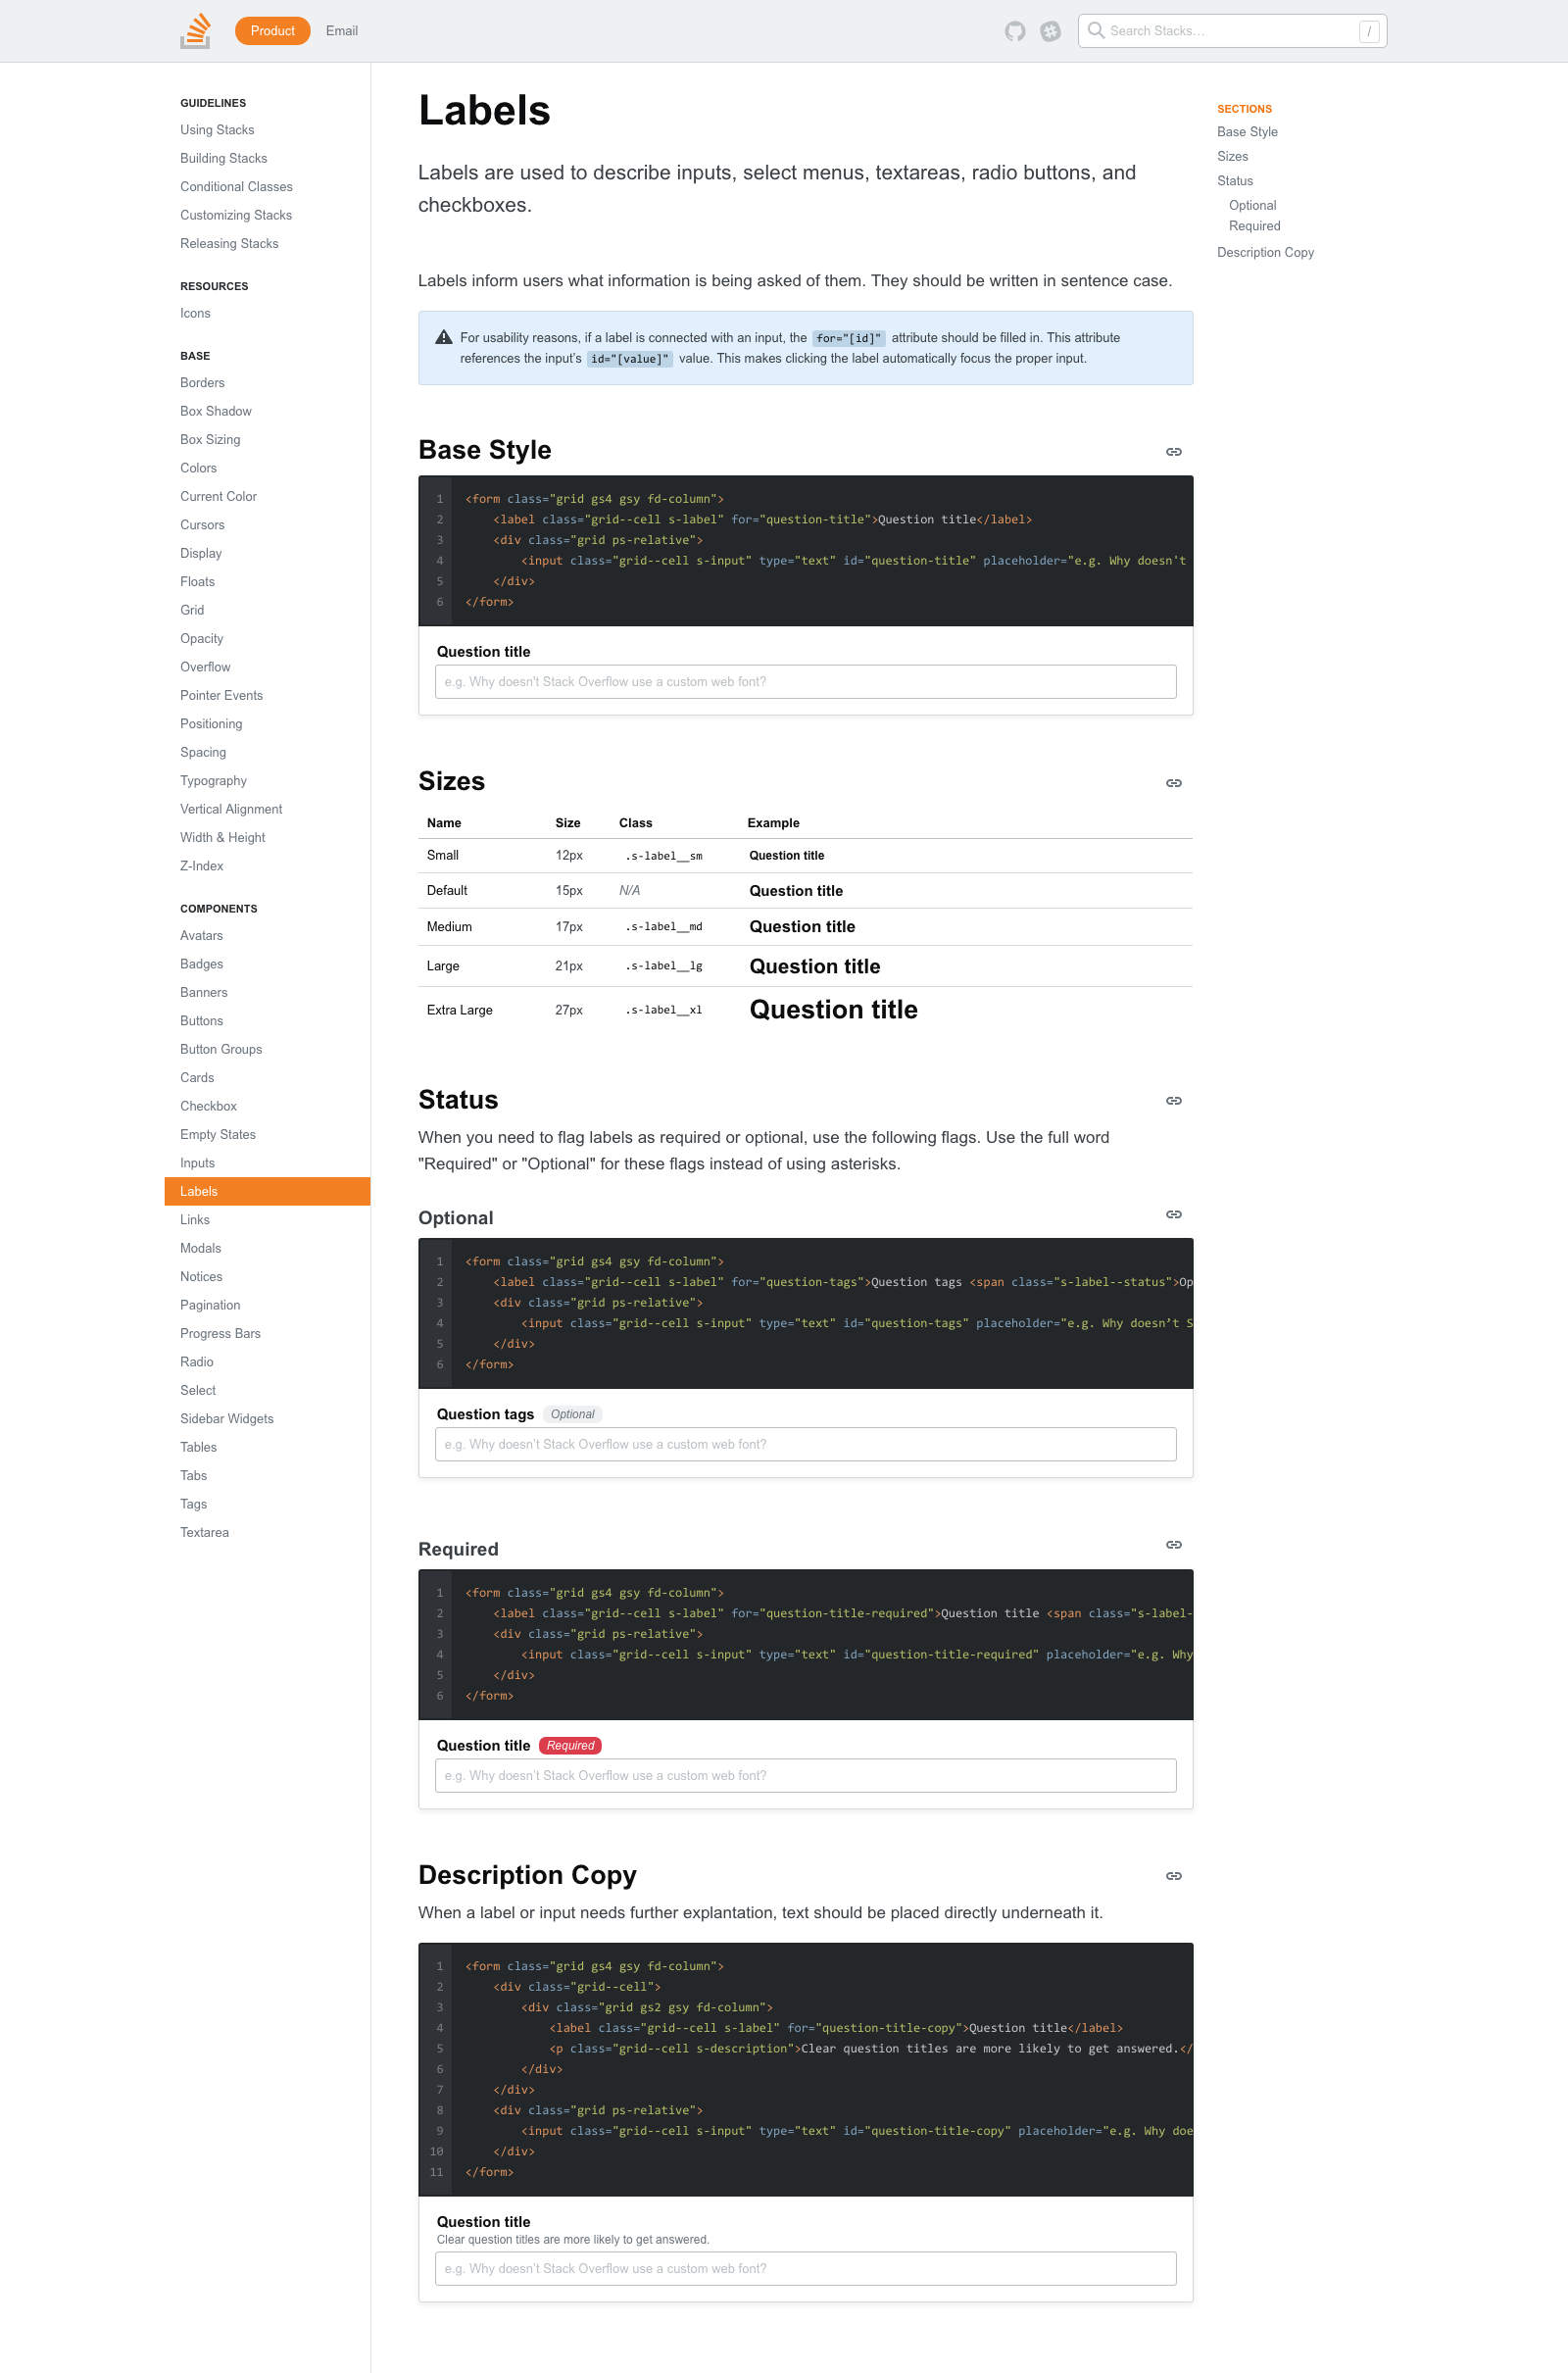 Product
Email
Search Stacks...
/
GUIDELINES
Using Stacks
Building Stacks
Conditional Classes
Customizing Stacks
Releasing Stacks
RESOURCES
Icons
BASE
Borders
Box Shadow
Box Sizing
Colors
Current Color
Cursors
Display
Floats
Grid
Opacity
Overflow
Pointer Events
Positioning
Spacing
Typography
Vertical Alignment
Width & Height
Z-Index
COMPONENTS
Avatars
Badges
Banners
Buttons
Button Groups
Cards
Checkbox
Empty States
Inputs
Labels
Links
Modals
Notices
Pagination
Progress Bars
Radio
Select
Sidebar Widgets
Tables
Tabs
Tags
Textarea
Labels
Labels are used to describe inputs, select menus, textareas, radio buttons, and
checkboxes.
Labels inform users what information is being asked of them. They should be written in sentence case.
For usability reasons, if a label is connected with an input, the for="[id]" attribute should be filled in. This attribute
references the input’s id="[value]" value. This makes clicking the label automatically focus the proper input.
Base Style
1 <form class="grid gs4 gsy fd-column">
2 <label class="grid--cell s-label" for="question-title">Question title</label>
3 <div class="grid ps-relative">
4 <input class="grid--cell s-input" type="text" id="question-title" placeholder="e.g. Why doesn't
5 </div>
6 </form>
Question title
e.g. Why doesn't Stack Overflow use a custom web font?
Sizes
Name Size Class Example
Small 12px .s-label__sm Question title
Default 15px N/A Question title
Medium 17px .s-label__md Question title
Large 21px .s-label__lg Question title
Extra Large 27px .s-label__xl Question title
Status
When you need to flag labels as required or optional, use the following flags. Use the full word
"Required" or "Optional" for these flags instead of using asterisks.
Optional
1 <form class="grid gs4 gsy fd-column">
2 <label class="grid--cell s-label" for="question-tags">Question tags <span class="s-label--status">Op
3 <div class="grid ps-relative">
4 <input class="grid--cell s-input" type="text" id="question-tags" placeholder="e.g. Why doesn’t S
5 </div>
6 </form>
Question tags Optional
e.g. Why doesn’t Stack Overflow use a custom web font?
Required
1 <form class="grid gs4 gsy fd-column">
2 <label class="grid--cell s-label" for="question-title-required">Question title <span class="s-label-
3 <div class="grid ps-relative">
4 <input class="grid--cell s-input" type="text" id="question-title-required" placeholder="e.g. Why
5 </div>
6 </form>
Question title Required
e.g. Why doesn’t Stack Overflow use a custom web font?
Description Copy
When a label or input needs further explantation, text should be placed directly underneath it.
1 <form class="grid gs4 gsy fd-column">
2 <div class="grid--cell">
3 <div class="grid gs2 gsy fd-column">
4 <label class="grid--cell s-label" for="question-title-copy">Question title</label>
5 <p class="grid--cell s-description">Clear question titles are more likely to get answered.</
6 </div>
7 </div>
8 <div class="grid ps-relative">
9 <input class="grid--cell s-input" type="text" id="question-title-copy" placeholder="e.g. Why doe
10 </div>
11 </form>
Question title
Clear question titles are more likely to get answered.
e.g. Why doesn’t Stack Overflow use a custom web font?
SECTIONS
Base Style
Sizes
Status
Optional
Required
Description Copy